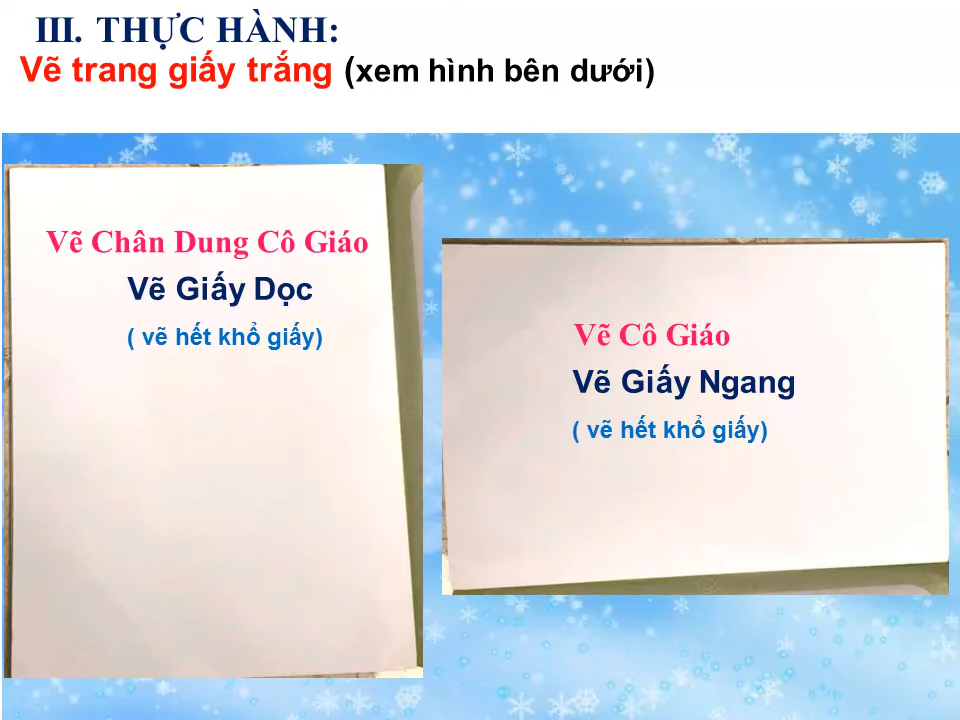 III. THỰC HÀNH:
Vẽ trang giấy trắng (xem hình bên dưới)
Vẽ Chân Dung Cô Giáo
Vẽ Giấy Dọc
( vẽ hết khổ giấy)
Vẽ Cô Giáo
Vẽ Giấy Ngang
( vẽ hết khổ giấy)